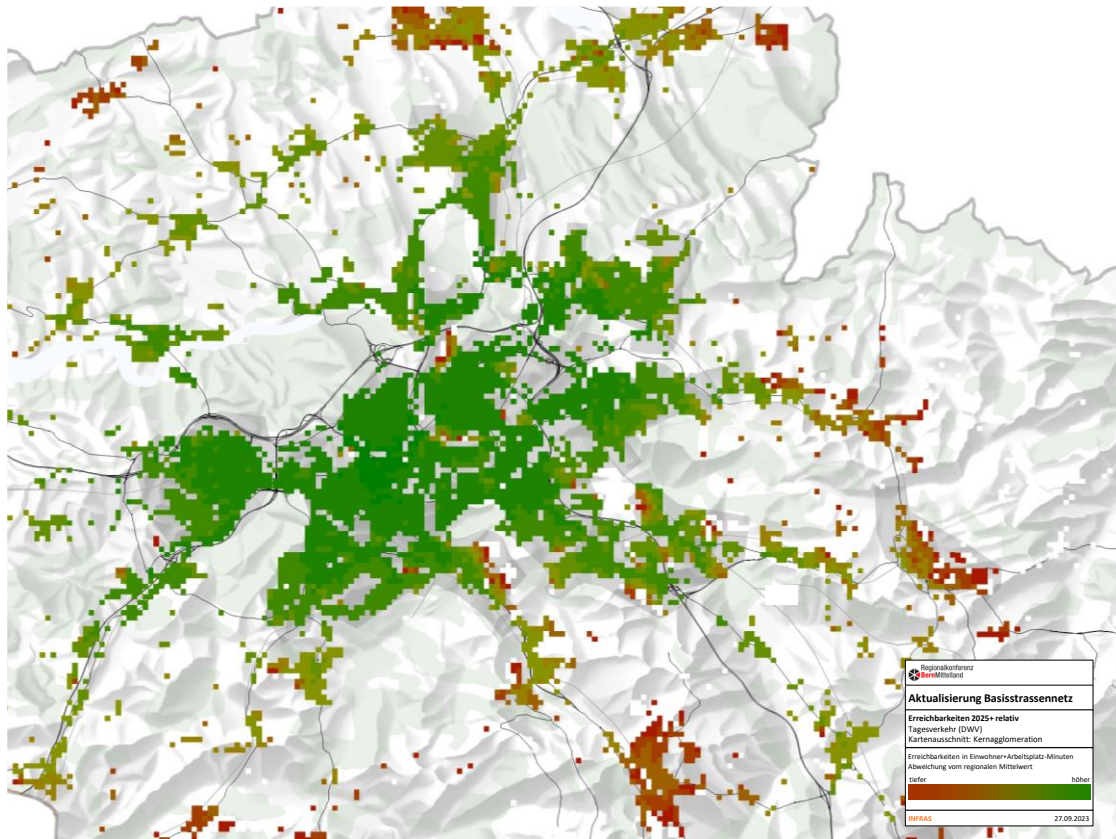 Regionalkonferenz
BernMittelland
Aktualisierung Basisstrassennetz
Erreichbarkeiten 2025+ relativ
Tagesverkehr (DWV)
Kartenausschnitt: Kernagglomeration
Erreichbarkeiten in Einwohner+Arbeitsplatz-Minuten
Abweichung vom regionalen Mittelwert
tiefer höher
INFRAS 27.09.2023